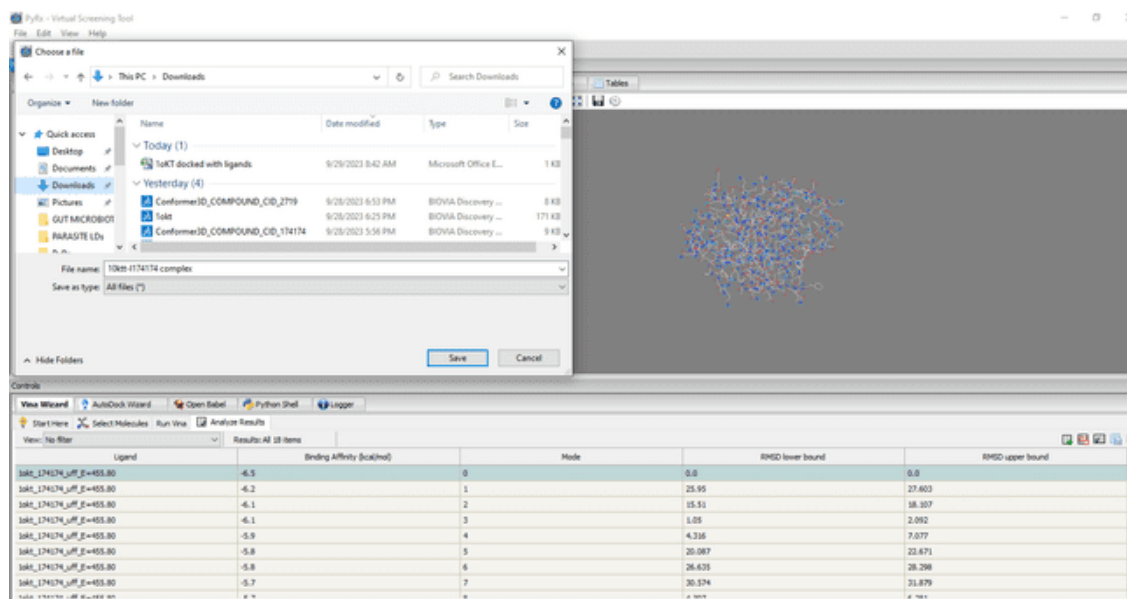 PyRx - Virtual Screening Tool
File Edit View Help
Choose a file
This PC > Downloads
Search Downloads
Organize
New folder
Tables
Name Date modified Type Size
Quick access
Desktop
Documents
Downloads
Pictures
GUT MICROBIOT
PARASITE LDs
Today (1)
1oKT docked with ligands 9/29/2023 8:42 AM Microsoft Office E... 1 KB
Yesterday (4)
Conformer3D_COMPOUND_CID_2719 9/28/2023 6:53 PM BIOVIA Discovery ... 8 KB
1okt 9/28/2023 6:25 PM BIOVIA Discovery ... 171 KB
Conformer3D_COMPOUND_CID_174174 9/28/2023 5:56 PM BIOVIA Discovery ... 9 KB
File name: 10ktt-l174174 complex
Save as type: All files (*)
Hide Folders
Save
Cancel
Controls
Vina Wizard AutoDock Wizard Open Babel Python Shell Logger
Start Here Select Molecules Run Vina Analyze Results
View: No filter Results: All 18 items
Ligand Binding Affinity (kcal/mol) Mode RMSD lower bound RMSD upper bound
1okt_174174_uff_E=455.80 -6.5 0 0.0 0.0
1okt_174174_uff_E=455.80 -6.2 1 25.95 27.603
1okt_174174_uff_E=455.80 -6.1 2 15.51 18.107
1okt_174174_uff_E=455.80 -6.1 3 1.05 2.092
1okt_174174_uff_E=455.80 -5.9 4 4.316 7.077
1okt_174174_uff_E=455.80 -5.8 5 20.087 22.671
1okt_174174_uff_E=455.80 -5.8 6 26.635 28.298
1okt_174174_uff_E=455.80 -5.7 7 30.574 31.879